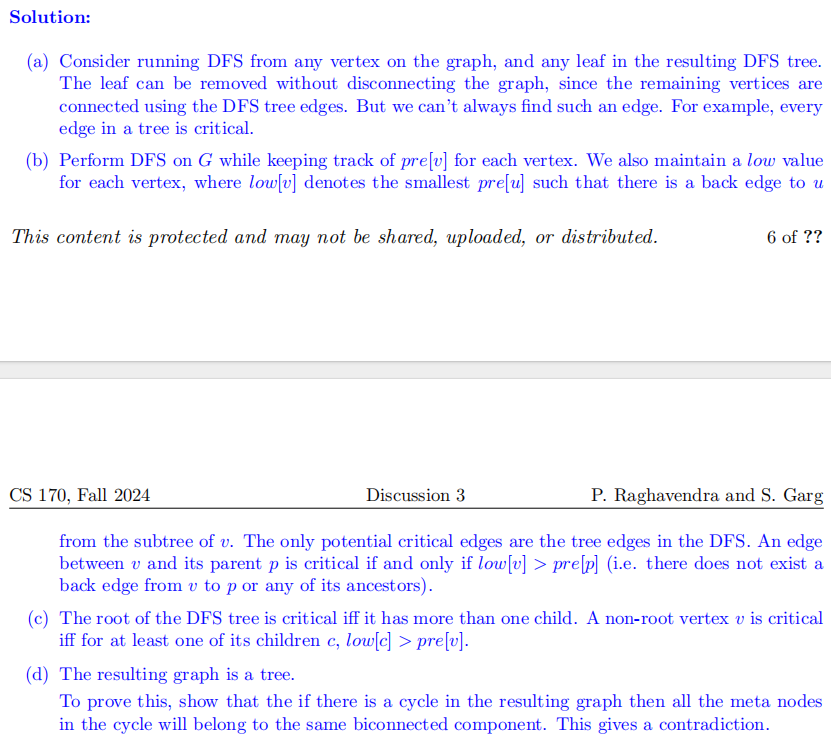 Solution:
(a) Consider running DFS from any vertex on the graph, and any leaf in the resulting DFS tree.
The leaf can be removed without disconnecting the graph, since the remaining vertices are
connected using the DFS tree edges. But we can't always find such an edge. For example, every
edge in a tree is critical.
(b) Perform DFS on G while keeping track of pre[v] for each vertex. We also maintain a low value
for each vertex, where low[v] denotes the smallest pre[u] such that there is a back edge to u
This content is protected and may not be shared, uploaded, or distributed. 6 of ??
CS 170, Fall 2024 Discussion 3 P. Raghavendra and S. Garg
from the subtree of v. The only potential critical edges are the tree edges in the DFS. An edge
between v and its parent p is critical if and only if low[v] > pre[p] (i.e. there does not exist a
back edge from v to p or any of its ancestors).
(c) The root of the DFS tree is critical iff it has more than one child. A non-root vertex v is critical
iff for at least one of its children c, low[c] > pre[v].
(d) The resulting graph is a tree.
To prove this, show that the if there is a cycle in the resulting graph then all the meta nodes
in the cycle will belong to the same biconnected component. This gives a contradiction.